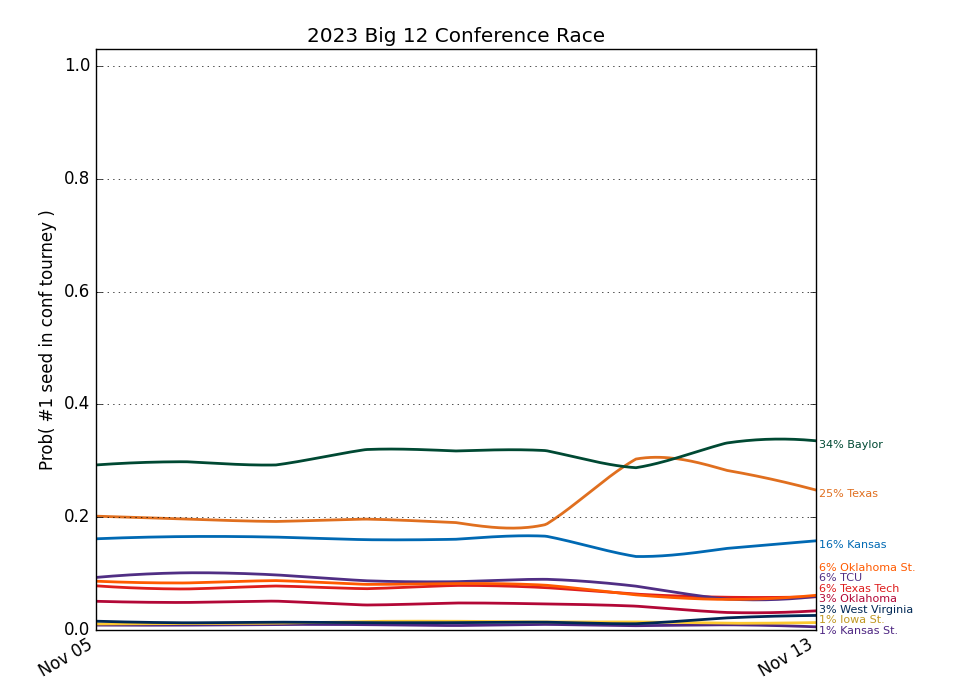 2023 Big 12 Conference Race
Prob( #1 seed in conf tourney )
1.0
0.8
0.6
0.4
0.2
0.0
Nov 05
Nov 13
34% Baylor
25% Texas
16% Kansas
6% Oklahoma St.
6% TCU
6% Texas Tech
3% Oklahoma
3% West Virginia
1% Iowa St.
1% Kansas St.